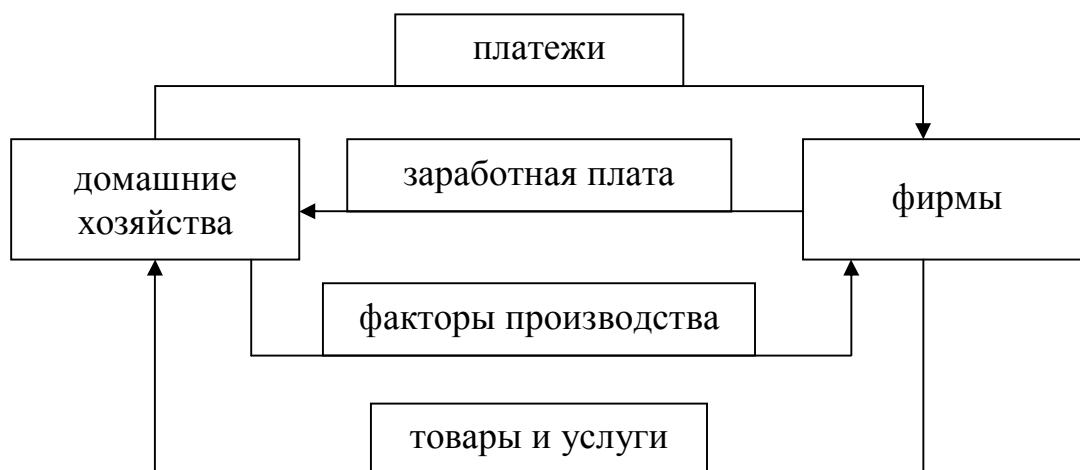 платежи
домашние
хозяйства
заработная плата
фирмы
факторы производства
товары и услуги